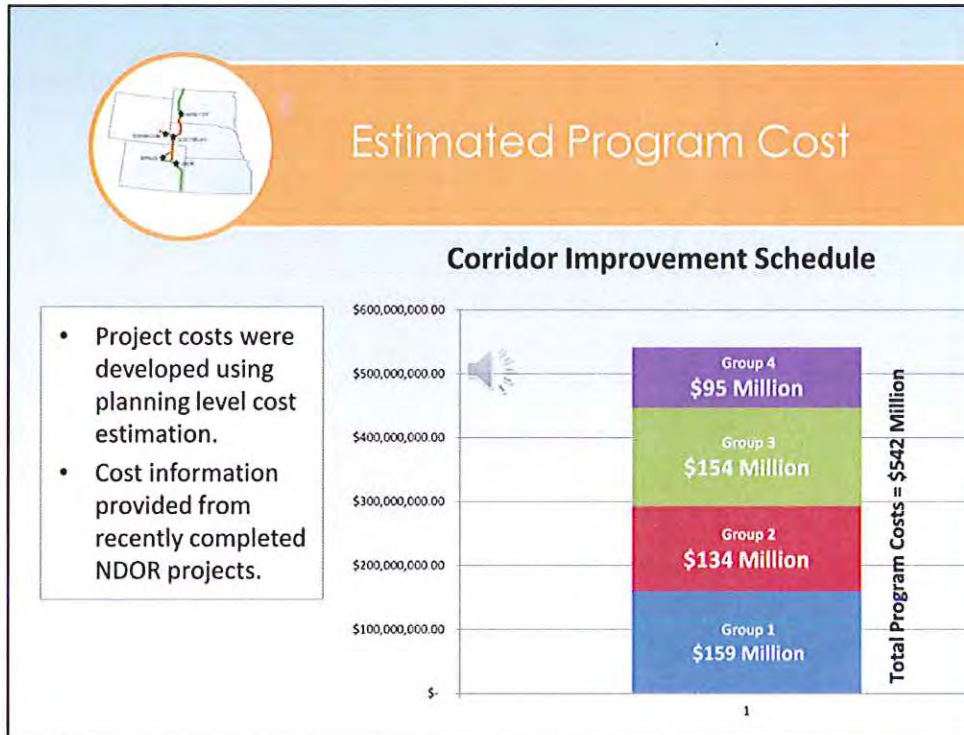 Estimated Program Cost
Corridor Improvement Schedule
• Project costs were
developed using
planning level cost
estimation.
• Cost information
provided from
recently completed
NDOR projects.
$600,000,000.00
$500,000,000.00
$400,000,000.00
$300,000,000.00
$200,000,000.00
$100,000,000.00
$-
Group 4
$95 Million
Group 3
$154 Million
Group 2
$134 Million
Group 1
$159 Million
1
Total Program Costs = $542 Million